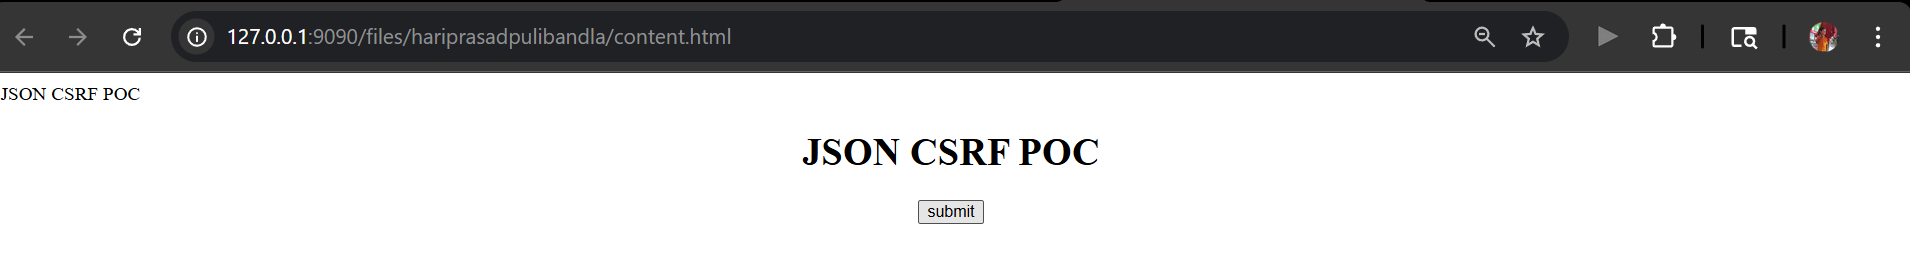 127.0.0.1:9090/files/hariprasadpulibandla/content.html
JSON CSRF POC
JSON CSRF POC
submit